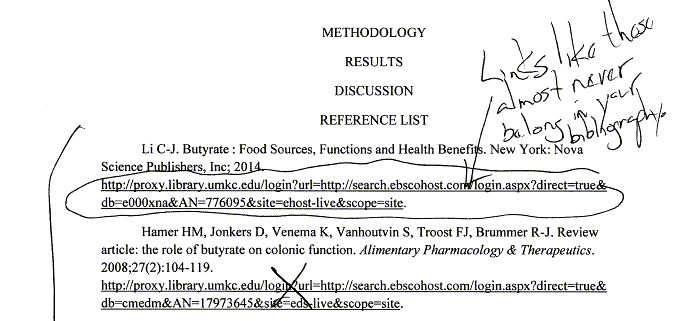 METHODOLOGY
RESULTS
DISCUSSION
REFERENCE LIST
Links like these
almost never
belong in your
bibliography.
Li C-J. Butyrate : Food Sources, Functions and Health Benefits. New York: Nova
Science Publishers, Inc; 2014.
http://proxy.library.umkc.edu/login?url=http://search.ebscohost.com/login.aspx?direct=true&
db=e000xna&AN=776095&site=ehost-live&scope=site.
Hamer HM, Jonkers D, Venema K, Vanhoutvin S, Troost FJ, Brummer R-J. Review
article: the role of butyrate on colonic function. Alimentary Pharmacology & Therapeutics.
2008;27(2):104-119.
http://proxy.library.umkc.edu/login?url=http://search.ebscohost.com/login.aspx?direct=true&
db=cmedm&AN=17973645&site=eds-live&scope=site.